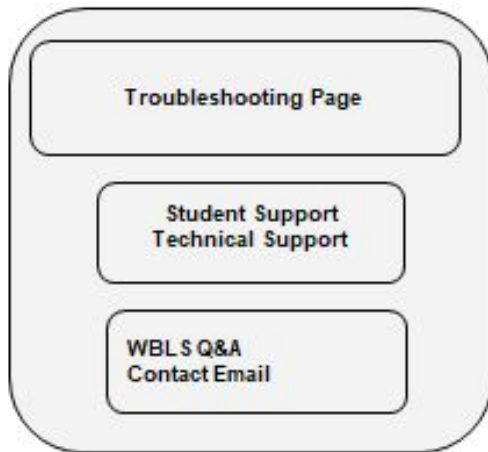 Troubleshooting Page
Student Support
Technical Support
WBLS Q&A
Contact Email